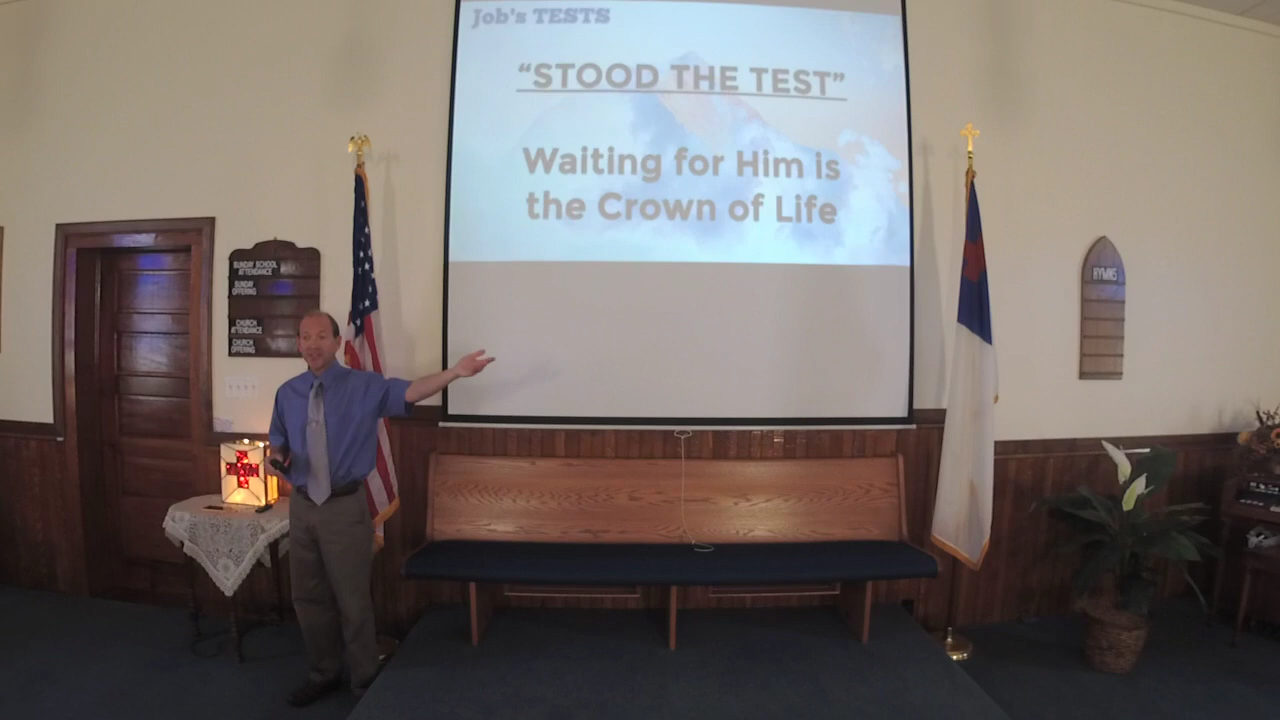 Job's TESTS
“STOOD THE TEST”
Waiting for Him is
the Crown of Life
SUNDAY SCHOOL
ATTENDANCE
SUNDAY
OFFERING
CHURCH
ATTENDANCE
CHURCH
OFFERING
HYMNS